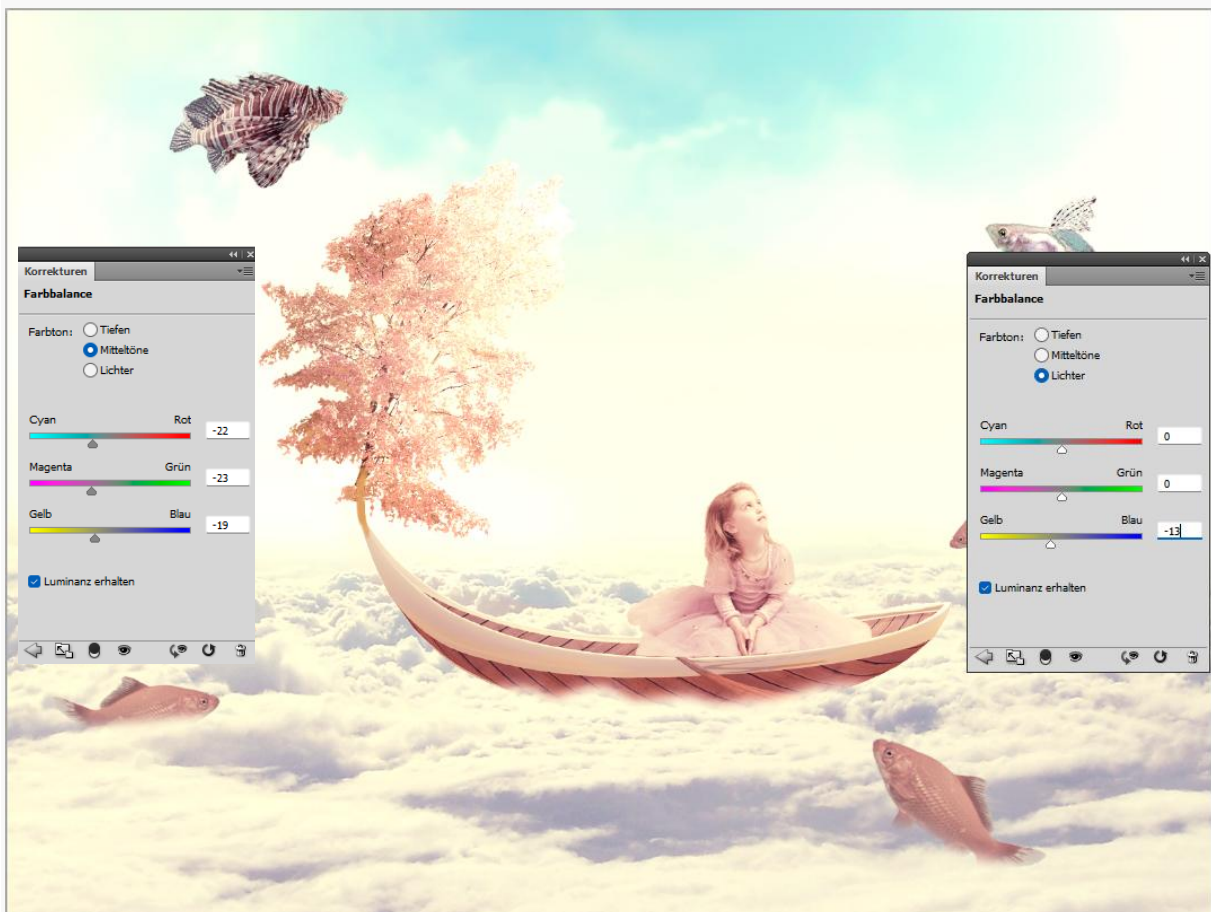 Korrekturen
Farbbalance
Farbton: Tiefen
Mitteltöne
Lichter
Cyan Rot -22
Magenta Grün -23
Gelb Blau -19
Luminanz erhalten
Korrekturen
Farbbalance
Farbton: Tiefen
Mitteltöne
Lichter
Cyan Rot 0
Magenta Grün 0
Gelb Blau -13
Luminanz erhalten